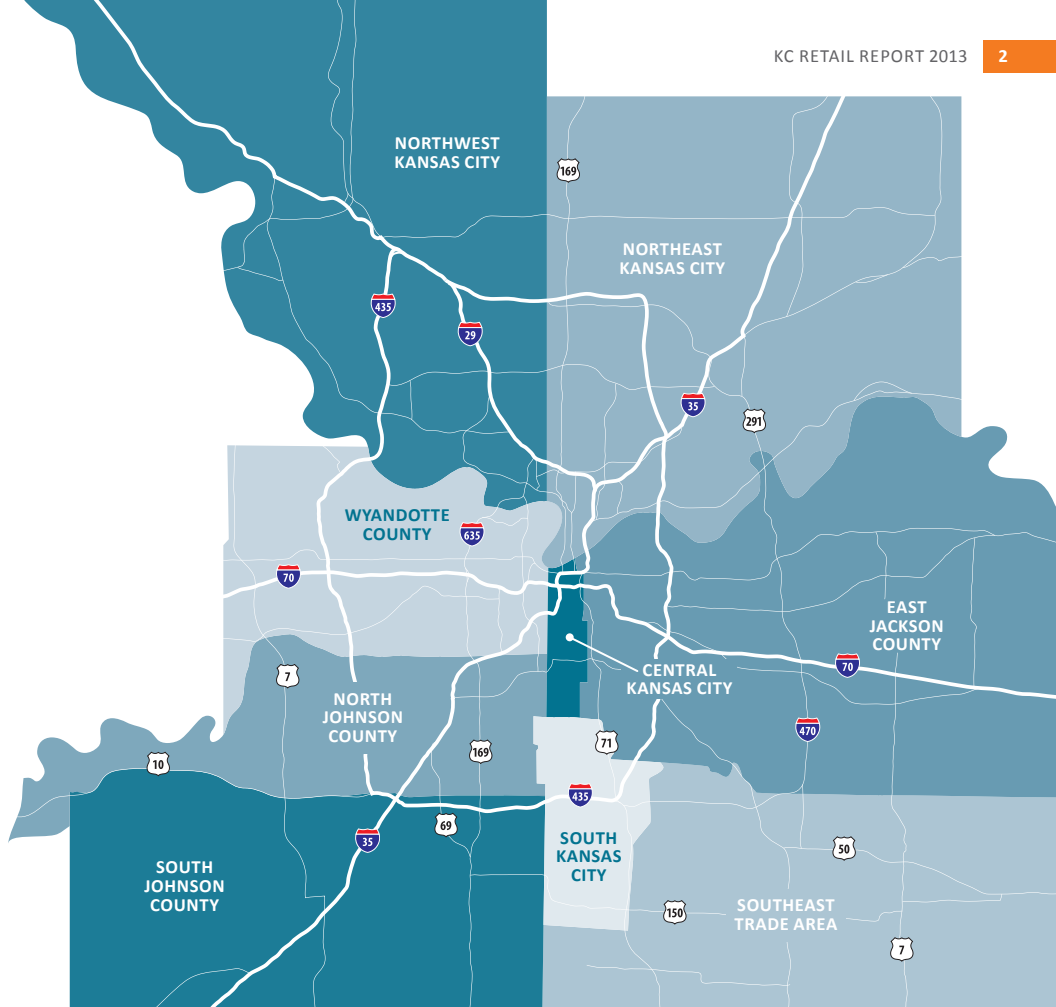 KC RETAIL REPORT 2013 2
NORTHWEST
KANSAS CITY
169
NORTHEAST
KANSAS CITY
435
29
35
291
WYANDOTTE
COUNTY
635
70
EAST
JACKSON
COUNTY
70
CENTRAL
KANSAS CITY
7
NORTH
JOHNSON
COUNTY
470
71
169
10
435
69
35
50
SOUTH
KANSAS
CITY
SOUTH
JOHNSON
COUNTY
150
SOUTHEAST
TRADE AREA
7